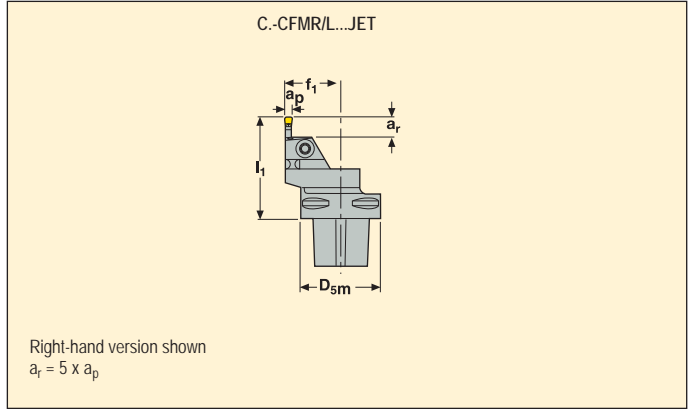 C.-CFMR/L...JET
f1
ap
ar
l1
D5m
Right-hand version shown
ar = 5 x ap